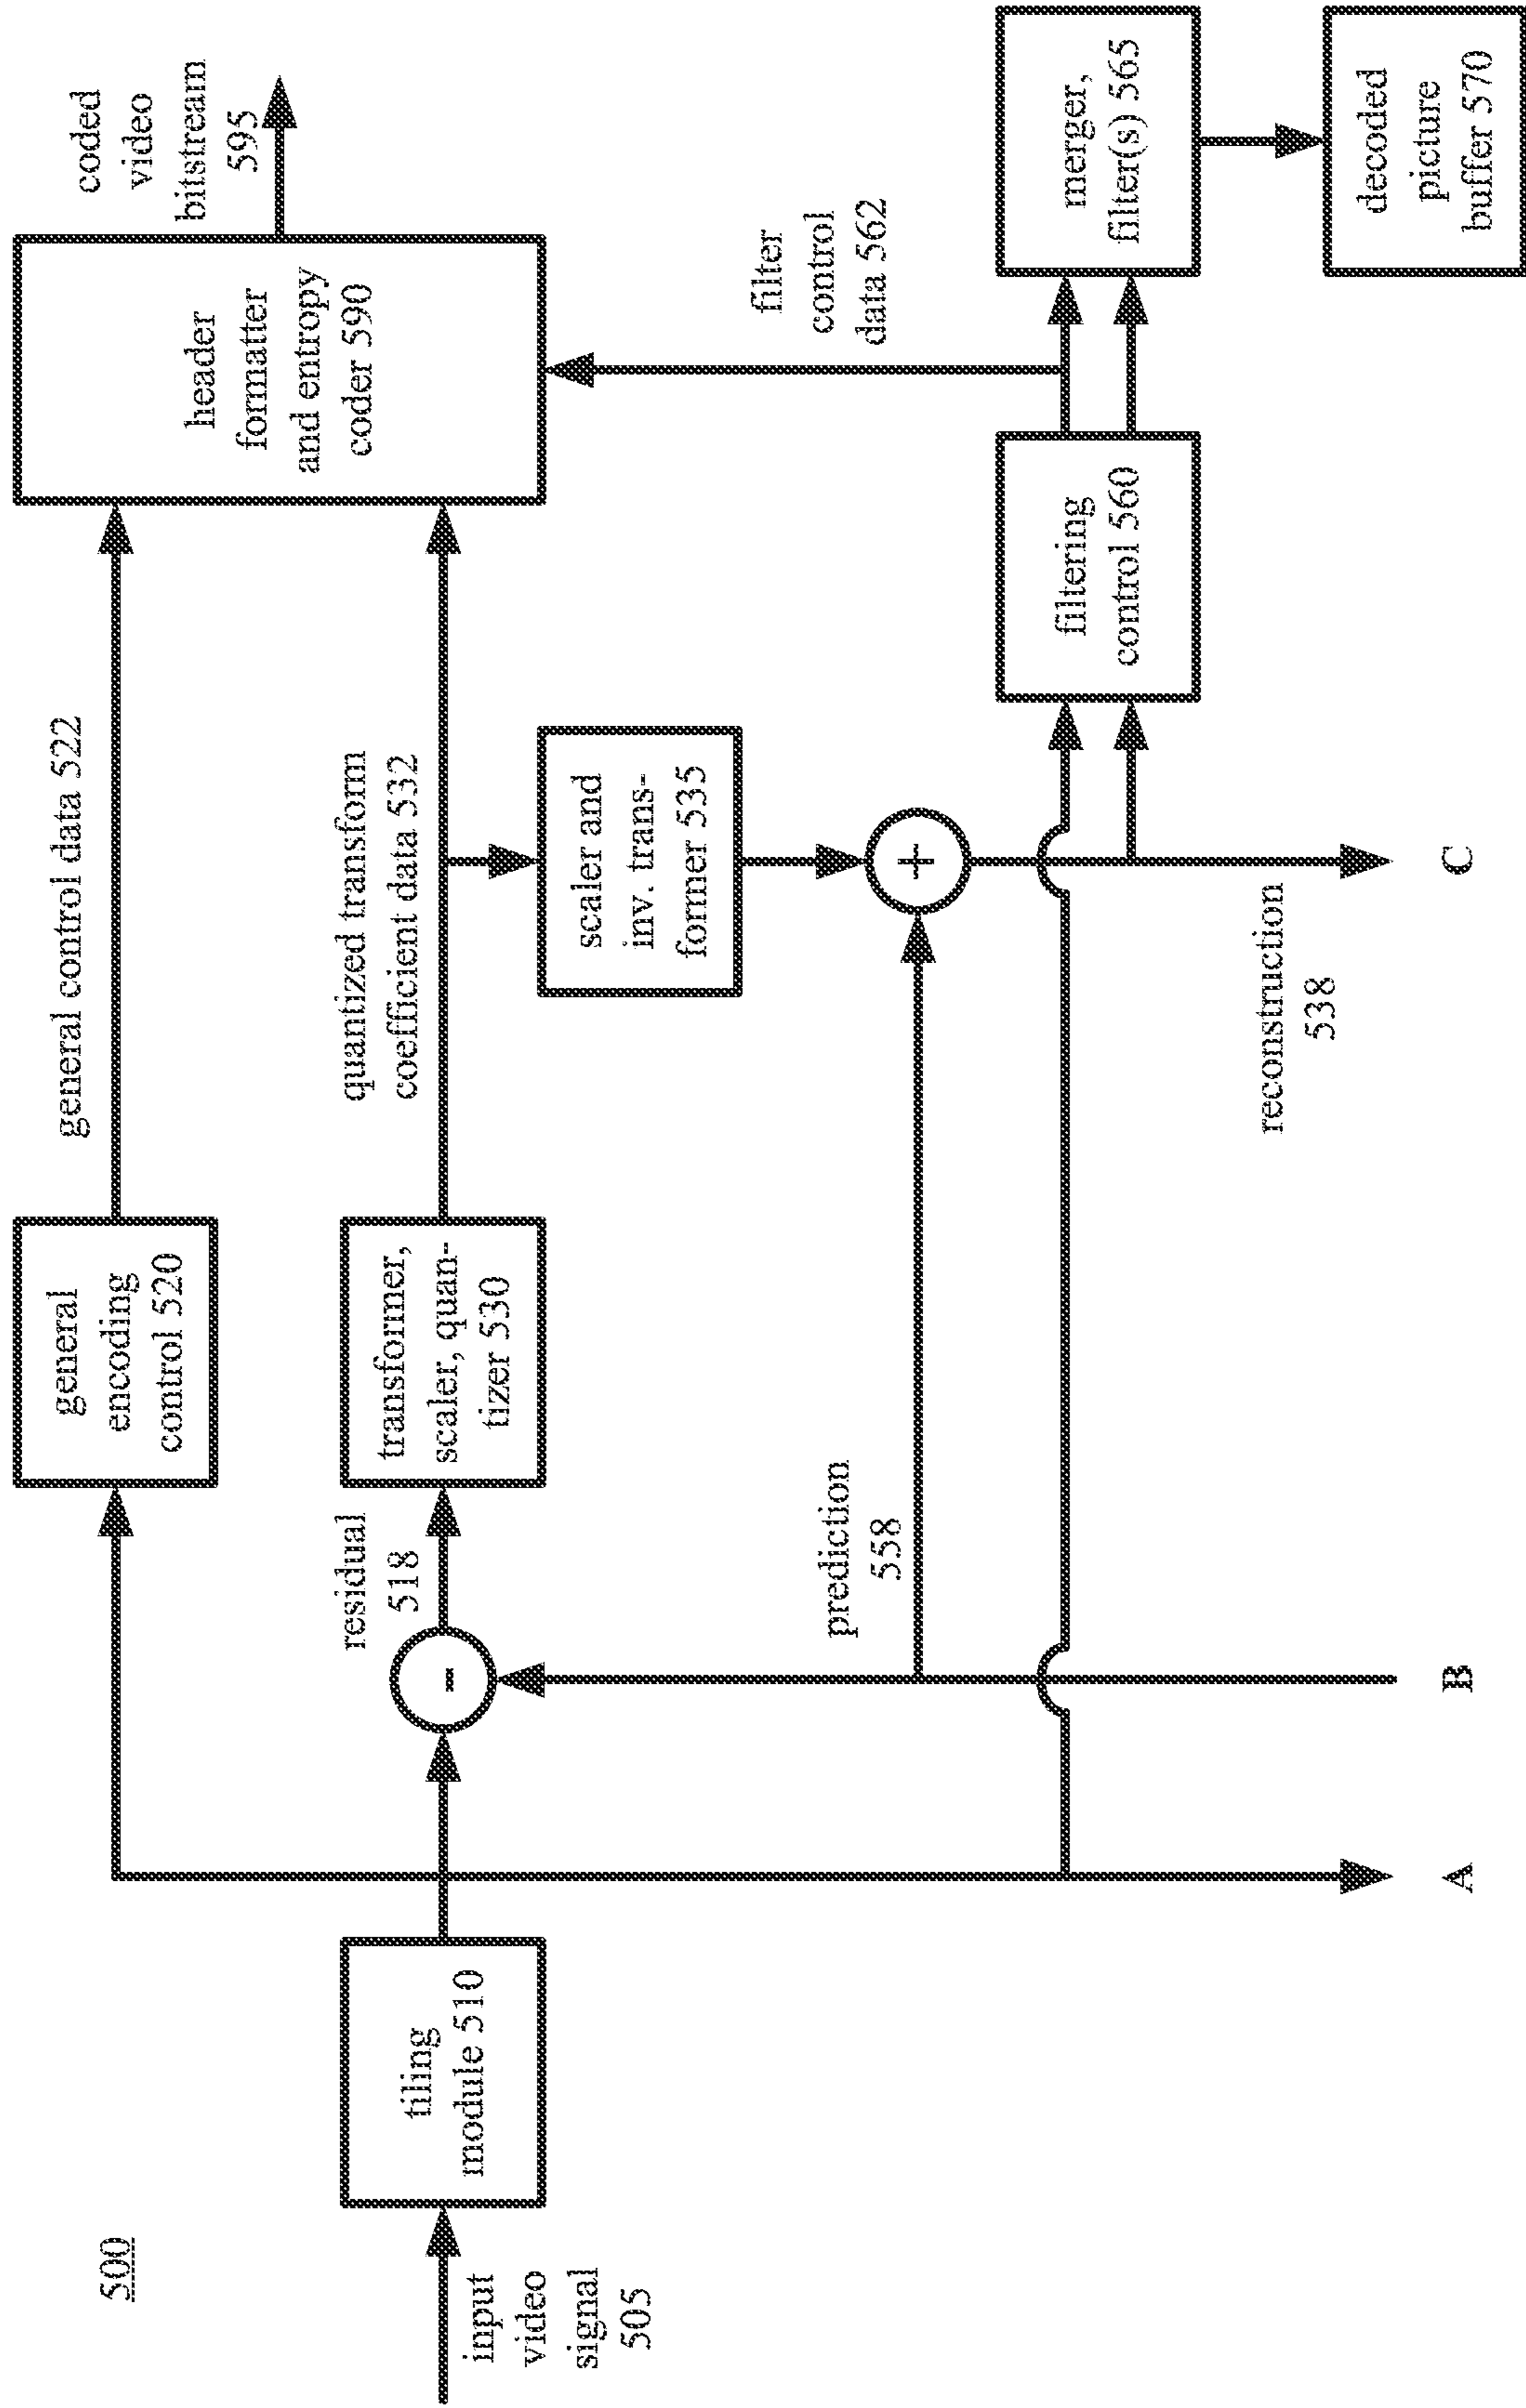 500
input
video
signal
505
tiling
module 510
general
encoding
control 520
general control data 522
residual
518
-
transformer,
scaler, quan-
tizer 530
quantized transform
coefficient data 532
header
formatter
and entropy
coder 590
coded
video
bitstream
595
scaler and
inv. trans-
former 535
prediction
558
+
filter
control
data 562
filtering
control 560
merger,
filter(s) 565
decoded
picture
buffer 570
reconstruction
538
A
B
C